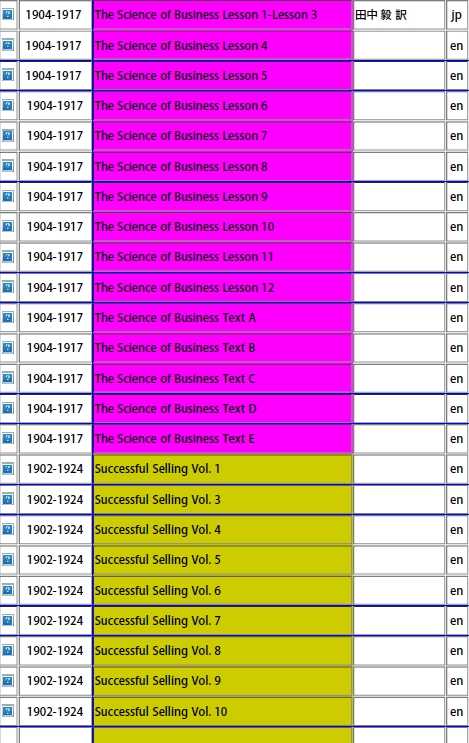 1904-1917 The Science of Business Lesson 1-Lesson 3 田中 毅 訳 jp
1904-1917 The Science of Business Lesson 4 en
1904-1917 The Science of Business Lesson 5 en
1904-1917 The Science of Business Lesson 6 en
1904-1917 The Science of Business Lesson 7 en
1904-1917 The Science of Business Lesson 8 en
1904-1917 The Science of Business Lesson 9 en
1904-1917 The Science of Business Lesson 10 en
1904-1917 The Science of Business Lesson 11 en
1904-1917 The Science of Business Lesson 12 en
1904-1917 The Science of Business Text A en
1904-1917 The Science of Business Text B en
1904-1917 The Science of Business Text C en
1904-1917 The Science of Business Text D en
1904-1917 The Science of Business Text E en
1902-1924 Successful Selling Vol. 1 en
1902-1924 Successful Selling Vol. 3 en
1902-1924 Successful Selling Vol. 4 en
1902-1924 Successful Selling Vol. 5 en
1902-1924 Successful Selling Vol. 6 en
1902-1924 Successful Selling Vol. 7 en
1902-1924 Successful Selling Vol. 8 en
1902-1924 Successful Selling Vol. 9 en
1902-1924 Successful Selling Vol. 10 en